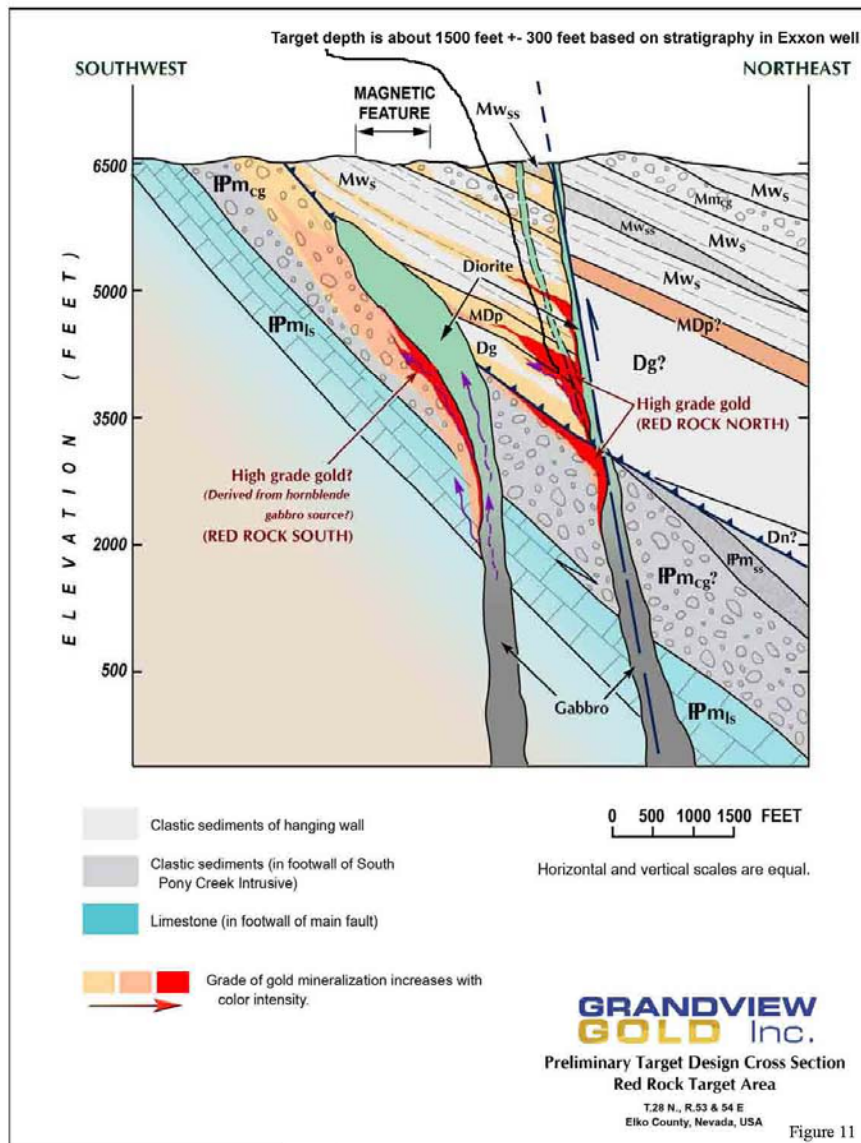 Target depth is about 1500 feet +- 300 feet based on stratigraphy in Exxon well
SOUTHWEST
NORTHEAST
MAGNETIC
FEATURE
Mwss
6500
5000
3500
2000
500
ELEVATION (FEET)
IPmcg
Mws
Mws
Mmcg
Mwss
Mws
Mws
Diorite
MDp
Dg
MDp?
Dg?
IPmls
High grade gold
(RED ROCK NORTH)
High grade gold?
(Derived from hornblende
gabbro source?)
(RED ROCK SOUTH)
Dn?
IPmss
IPmcg?
Gabbro
IPmls
Clastic sediments of hanging wall
Clastic sediments (in footwall of South
Pony Creek Intrusive)
Limestone (in footwall of main fault)
Grade of gold mineralization increases with
color intensity.
0 500 1000 1500 FEET
Horizontal and vertical scales are equal.
GRANDVIEW
GOLD Inc.
Preliminary Target Design Cross Section
Red Rock Target Area
T.28 N., R.53 & 54 E
Elko County, Nevada, USA
Figure 11